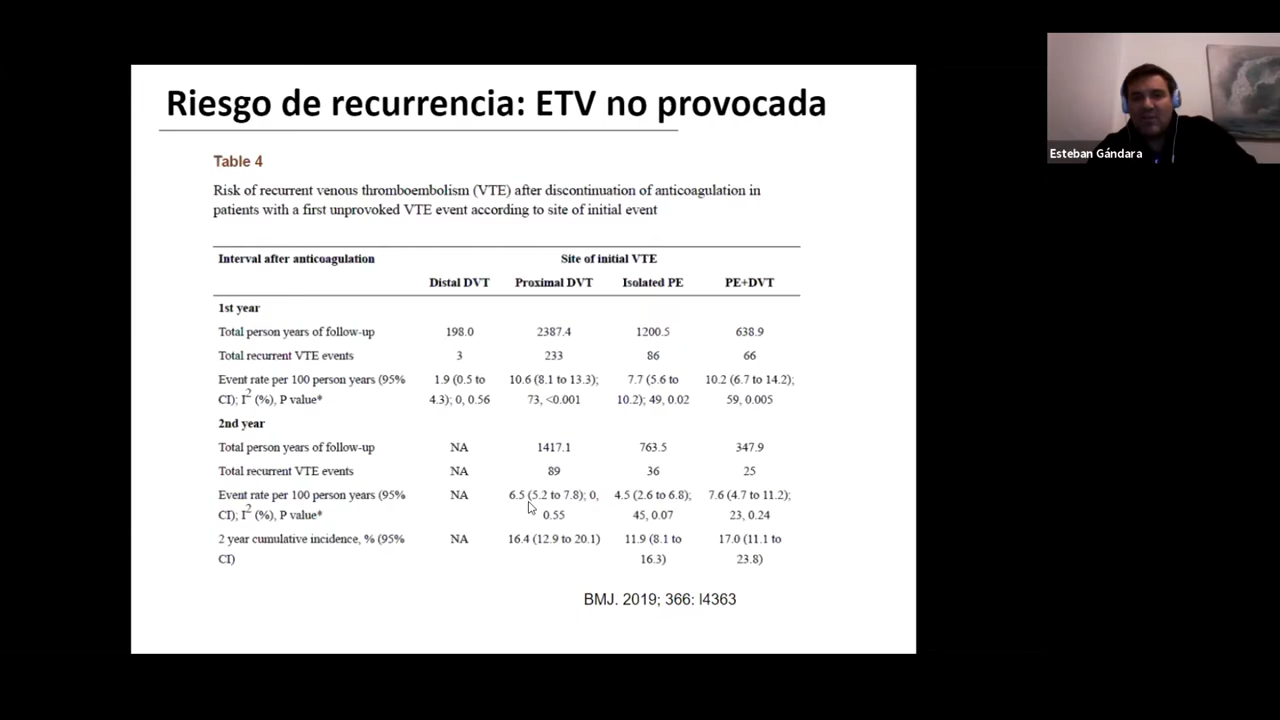 Riesgo de recurrencia: ETV no provocada
Esteban Gándara
Table 4
Risk of recurrent venous thromboembolism (VTE) after discontinuation of anticoagulation in
patients with a first unprovoked VTE event according to site of initial event
Interval after anticoagulation Site of initial VTE
Distal DVT Proximal DVT Isolated PE PE+DVT
1st year
Total person years of follow-up 198.0 2387.4 1200.5 638.9
Total recurrent VTE events 3 233 86 66
Event rate per 100 person years (95% 1.9 (0.5 to 10.6 (8.1 to 13.3); 7.7 (5.6 to 10.2 (6.7 to 14.2);
CI); I2 (%), P value* 4.3); 0, 0.56 73, <0.001 10.2); 49, 0.02 59, 0.005
2nd year
Total person years of follow-up NA 1417.1 763.5 347.9
Total recurrent VTE events NA 89 36 25
Event rate per 100 person years (95% NA 6.5 (5.2 to 7.8); 0, 4.5 (2.6 to 6.8); 7.6 (4.7 to 11.2);
CI); I2 (%), P value* 0.55 45, 0.07 23, 0.24
2 year cumulative incidence, % (95% NA 16.4 (12.9 to 20.1) 11.9 (8.1 to 17.0 (11.1 to
CI) 16.3) 23.8)
BMJ. 2019; 366: l4363